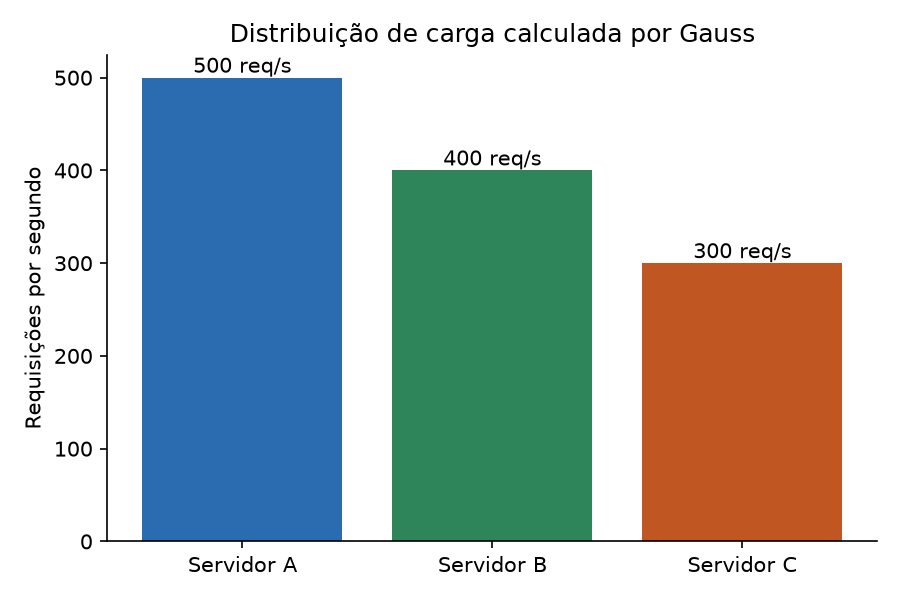 Distribuição de carga calculada por Gauss
Requisições por segundo
500
400
300
200
100
0
500 req/s
400 req/s
300 req/s
Servidor A
Servidor B
Servidor C